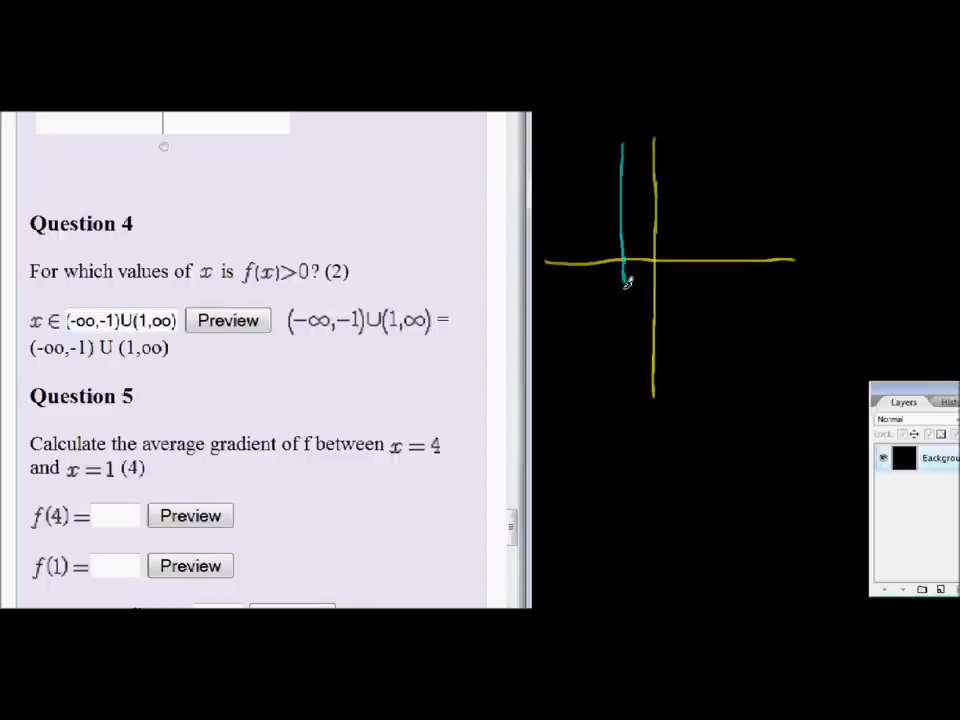 Question 4
For which values of x is f(x)>0? (2)
x ∈ (-oo,-1)U(1,oo) Preview (−∞,−1)∪(1,∞) =
(-oo,-1) U (1,oo)
Question 5
Calculate the average gradient of f between x = 4
and x = 1 (4)
f(4) = Preview
f(1) = Preview
Layers
Normal
Lock: